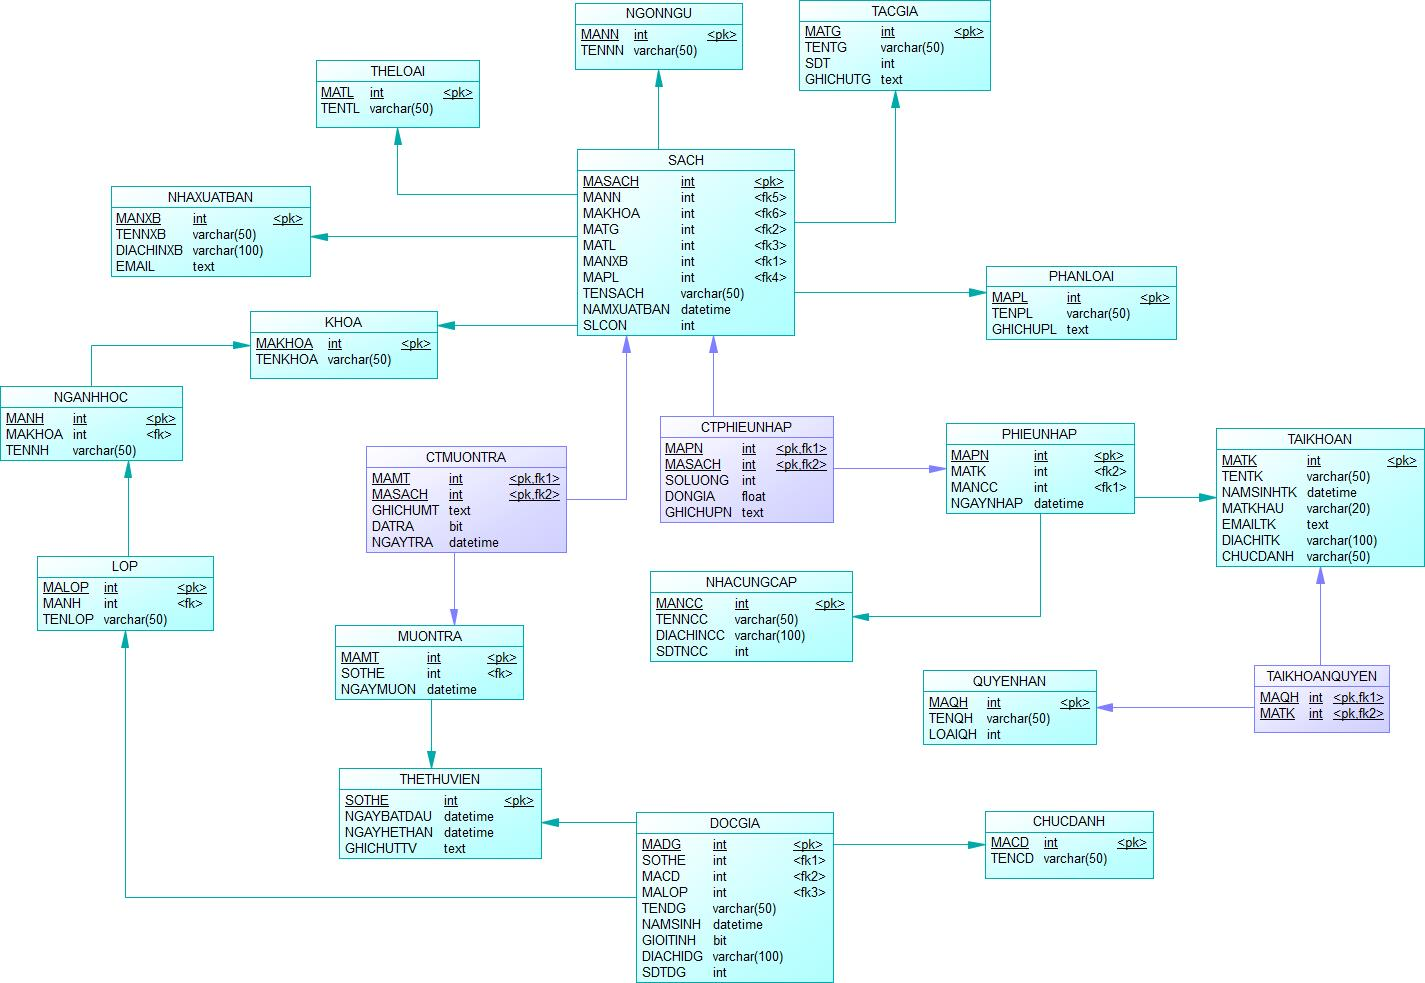 NGONNGU
MANN int <pk>
TENNN varchar(50)
TACGIA
MATG int <pk>
TENTG varchar(50)
SDT int
GHICHUTG text
THELOAI
MATL int <pk>
TENTL varchar(50)
SACH
MASACH int <pk>
MANN int <fk5>
MAKHOA int <fk6>
MATG int <fk2>
MATL int <fk3>
MANXB int <fk1>
MAPL int <fk4>
TENSACH varchar(50)
NAMXUATBAN datetime
SLCON int
NHAXUATBAN
MANXB int <pk>
TENNXB varchar(50)
DIACHINXB varchar(100)
EMAIL text
PHANLOAI
MAPL int <pk>
TENPL varchar(50)
GHICHUPL text
KHOA
MAKHOA int <pk>
TENKHOA varchar(50)
NGANHHOC
MANH int <pk>
MAKHOA int <fk>
TENNH varchar(50)
CTMUONTRA
MAMT int <pk,fk1>
MASACH int <pk,fk2>
GHICHUMT text
DATRA bit
NGAYTRA datetime
CTPHIEUNHAP
MAPN int <pk,fk1>
MASACH int <pk,fk2>
SOLUONG int
DONGIA float
GHICHUPN text
PHIEUNHAP
MAPN int <pk>
MATK int <fk2>
MANCC int <fk1>
NGAYNHAP datetime
TAIKHOAN
MATK int <pk>
TENTK varchar(50)
NAMSINHTK datetime
MATKHAU varchar(20)
EMAILTK text
DIACHITK varchar(100)
CHUCDANH varchar(50)
LOP
MALOP int <pk>
MANH int <fk>
TENLOP varchar(50)
NHACUNGCAP
MANCC int <pk>
TENNCC varchar(50)
DIACHINCC varchar(100)
SDTNCC int
MUONTRA
MAMT int <pk>
SOTHE int <fk>
NGAYMUON datetime
QUYENHAN
MAQH int <pk>
TENQH varchar(50)
LOAIQH int
TAIKHOANQUYEN
MAQH int <pk,fk1>
MATK int <pk,fk2>
THETHUVIEN
SOTHE int <pk>
NGAYBATDAU datetime
NGAYHETHAN datetime
GHICHUTTV text
DOCGIA
MADG int <pk>
SOTHE int <fk1>
MACD int <fk2>
MALOP int <fk3>
TENDG varchar(50)
NAMSINH datetime
GIOITINH bit
DIACHIDG varchar(100)
SDTDG int
CHUCDANH
MACD int <pk>
TENCD varchar(50)